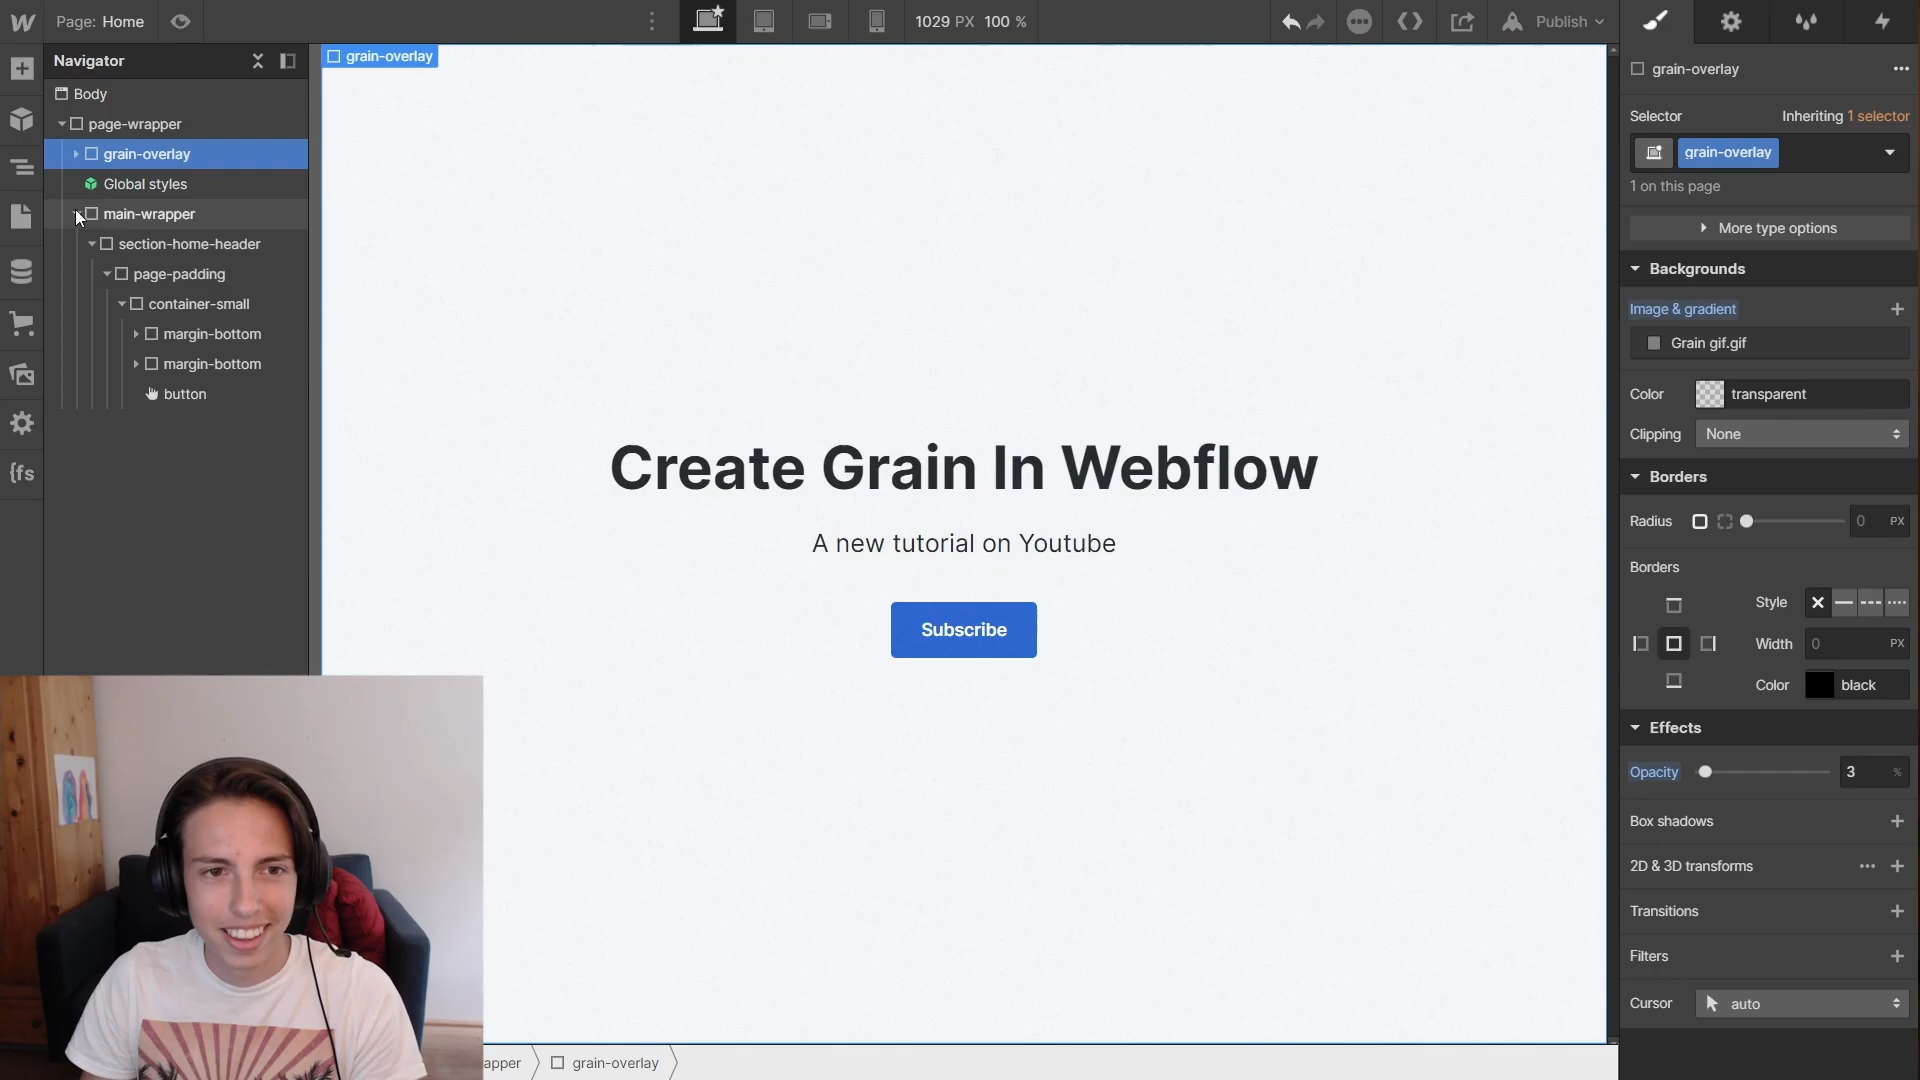 Page: Home
1029 PX 100 %
Publish
Navigator
Body
page-wrapper
grain-overlay
Global styles
main-wrapper
section-home-header
page-padding
container-small
margin-bottom
margin-bottom
button
{fs
grain-overlay
Create Grain In Webflow
A new tutorial on Youtube
Subscribe
apper
grain-overlay
grain-overlay
Selector
Inheriting 1 selector
grain-overlay
1 on this page
More type options
Backgrounds
Image & gradient
Grain gif.gif
Color transparent
Clipping None
Borders
Radius 0 PX
Borders
Style
Width 0 PX
Color black
Effects
Opacity 3 %
Box shadows
2D & 3D transforms
Transitions
Filters
Cursor auto